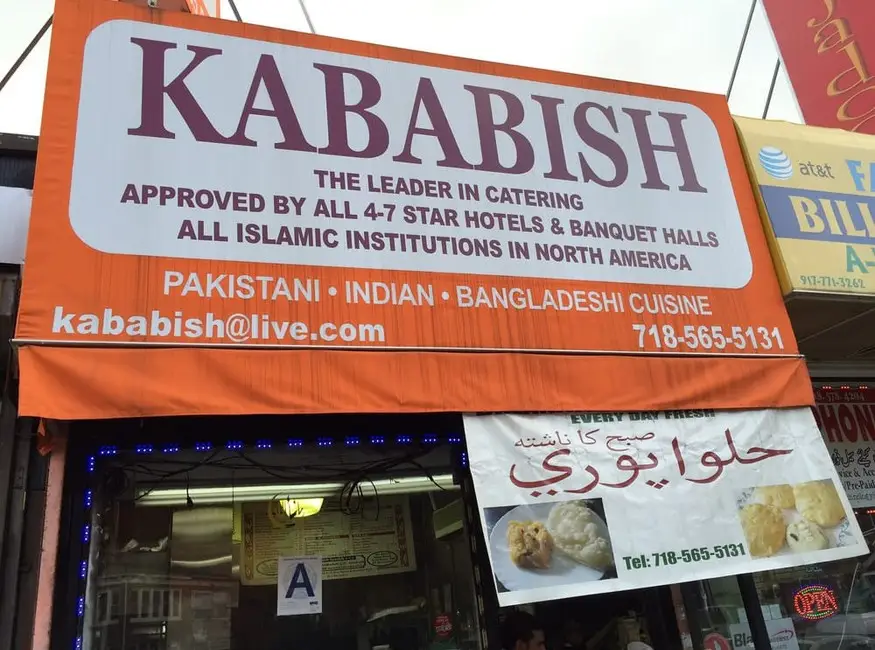 KABABISH
THE LEADER IN CATERING
APPROVED BY ALL 4-7 STAR HOTELS & BANQUET HALLS
ALL ISLAMIC INSTITUTIONS IN NORTH AMERICA
PAKISTANI • INDIAN • BANGLADESHI CUISINE
kababish@live.com
718-565-5131
at&t
BILL
917-771-3262
EVERY DAY FRESH
صبح کا ناشتہ
حلوا پوري
Tel: 718-565-5131
A
OPEN